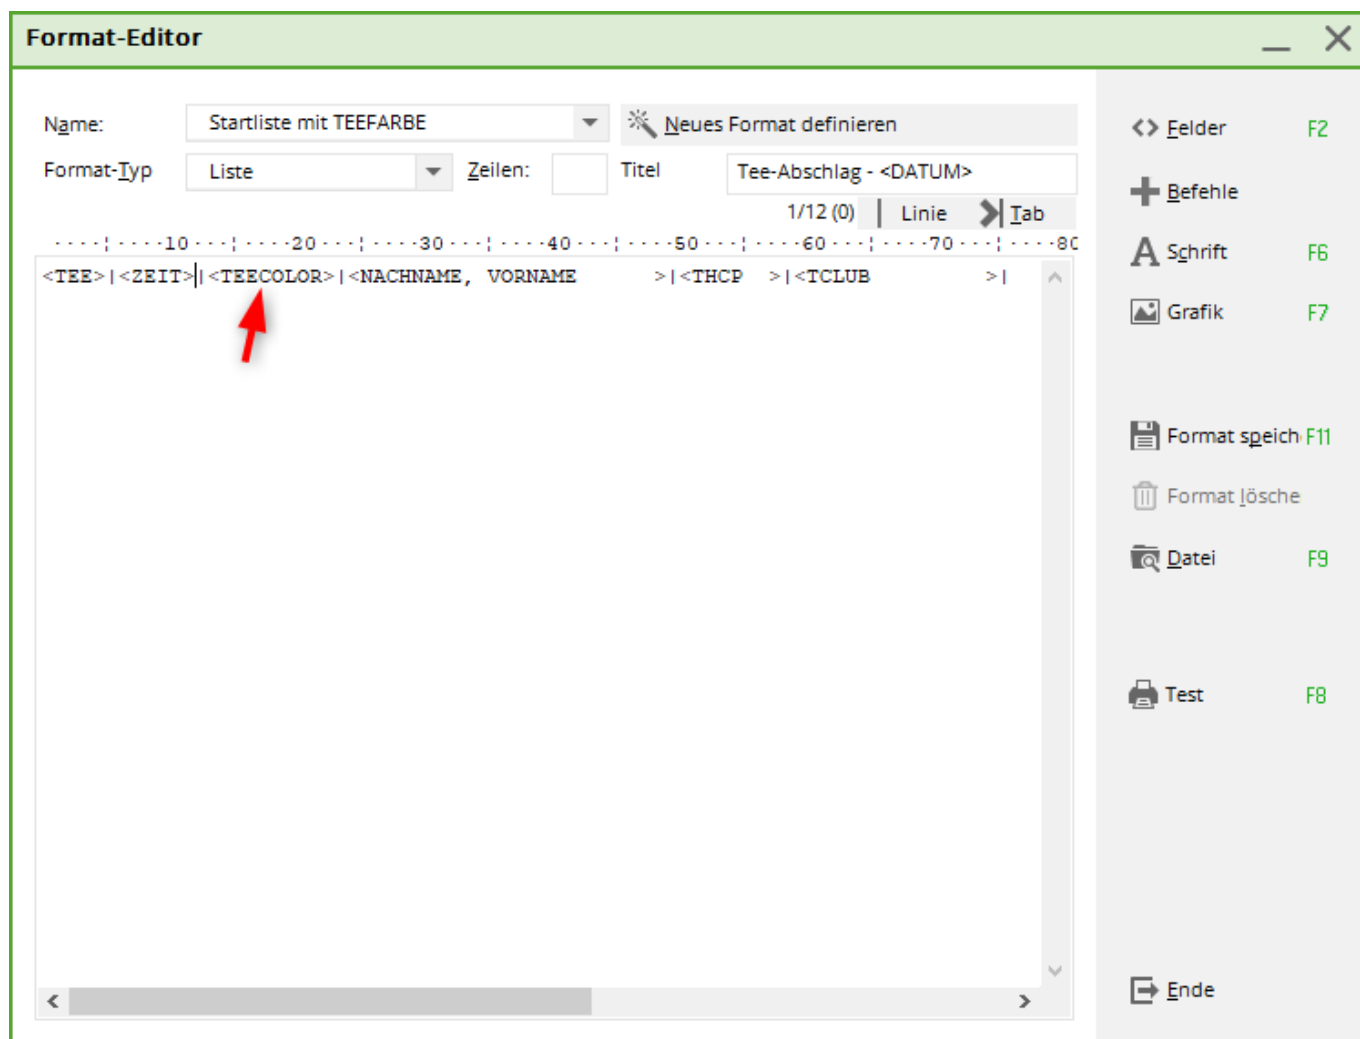 Format-Editor
Name: Startliste mit TEEFARBE Neues Format definieren
Format-Typ Liste Zeilen: Titel Tee-Abschlag - <DATUM>
1/12 (0) | Linie Tab
····¦····10···¦····20···¦····30···¦····40···¦····50···¦····60···¦····70···¦····80
<TEE>|<ZEIT>|<TEECOLOR>|<NACHNAME, VORNAME      >|<THCP  >|<TCLUB         >|
<> Felder F2
Befehle
Schrift F6
Grafik F7
Format speich F11
Format lösche
Datei F9
Test F8
Ende